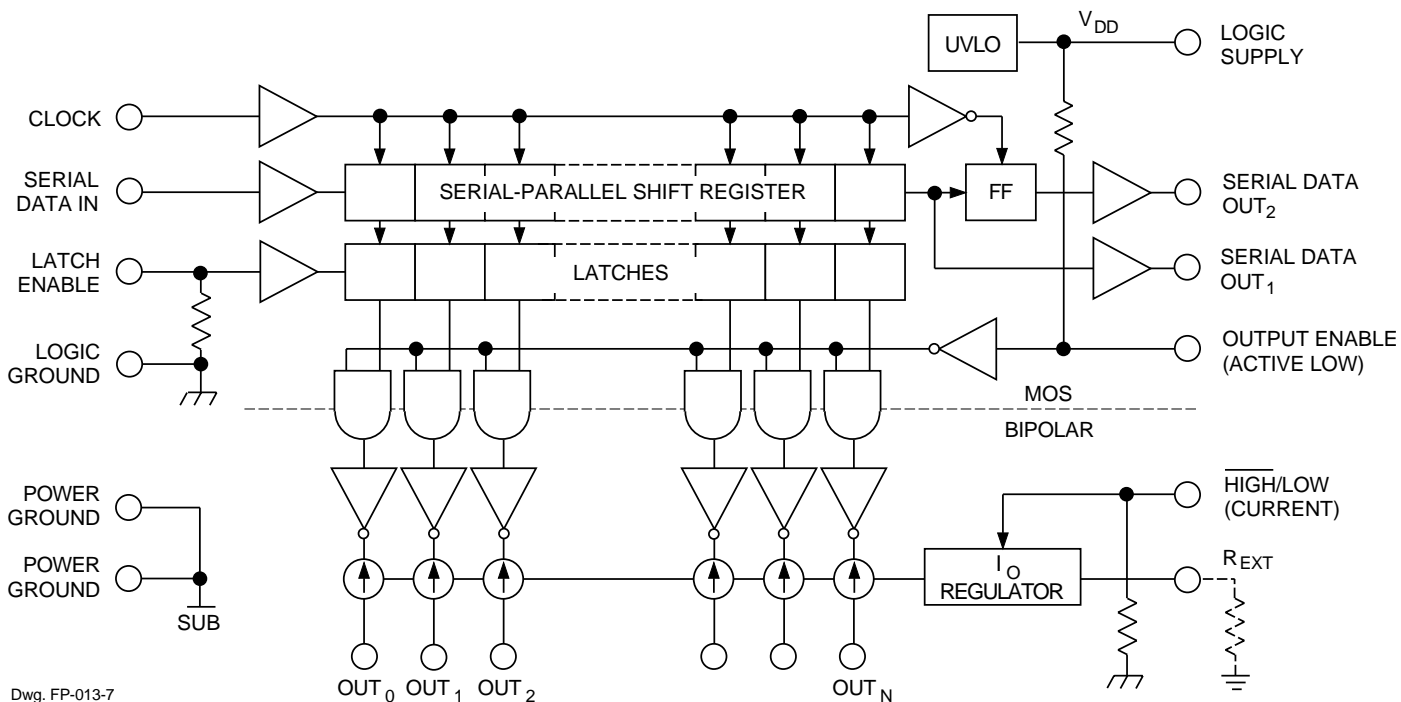 UVLO
V DD
LOGIC
SUPPLY
CLOCK
SERIAL
DATA IN
SERIAL-PARALLEL SHIFT REGISTER
FF
SERIAL DATA
OUT2
LATCH
ENABLE
LATCHES
SERIAL DATA
OUT1
LOGIC
GROUND
OUTPUT ENABLE
(ACTIVE LOW)
MOS
BIPOLAR
POWER
GROUND
HIGH/LOW
(CURRENT)
POWER
GROUND
SUB
I O
REGULATOR
R EXT
OUT 0
OUT 1
OUT 2
OUT N
Dwg. FP-013-7